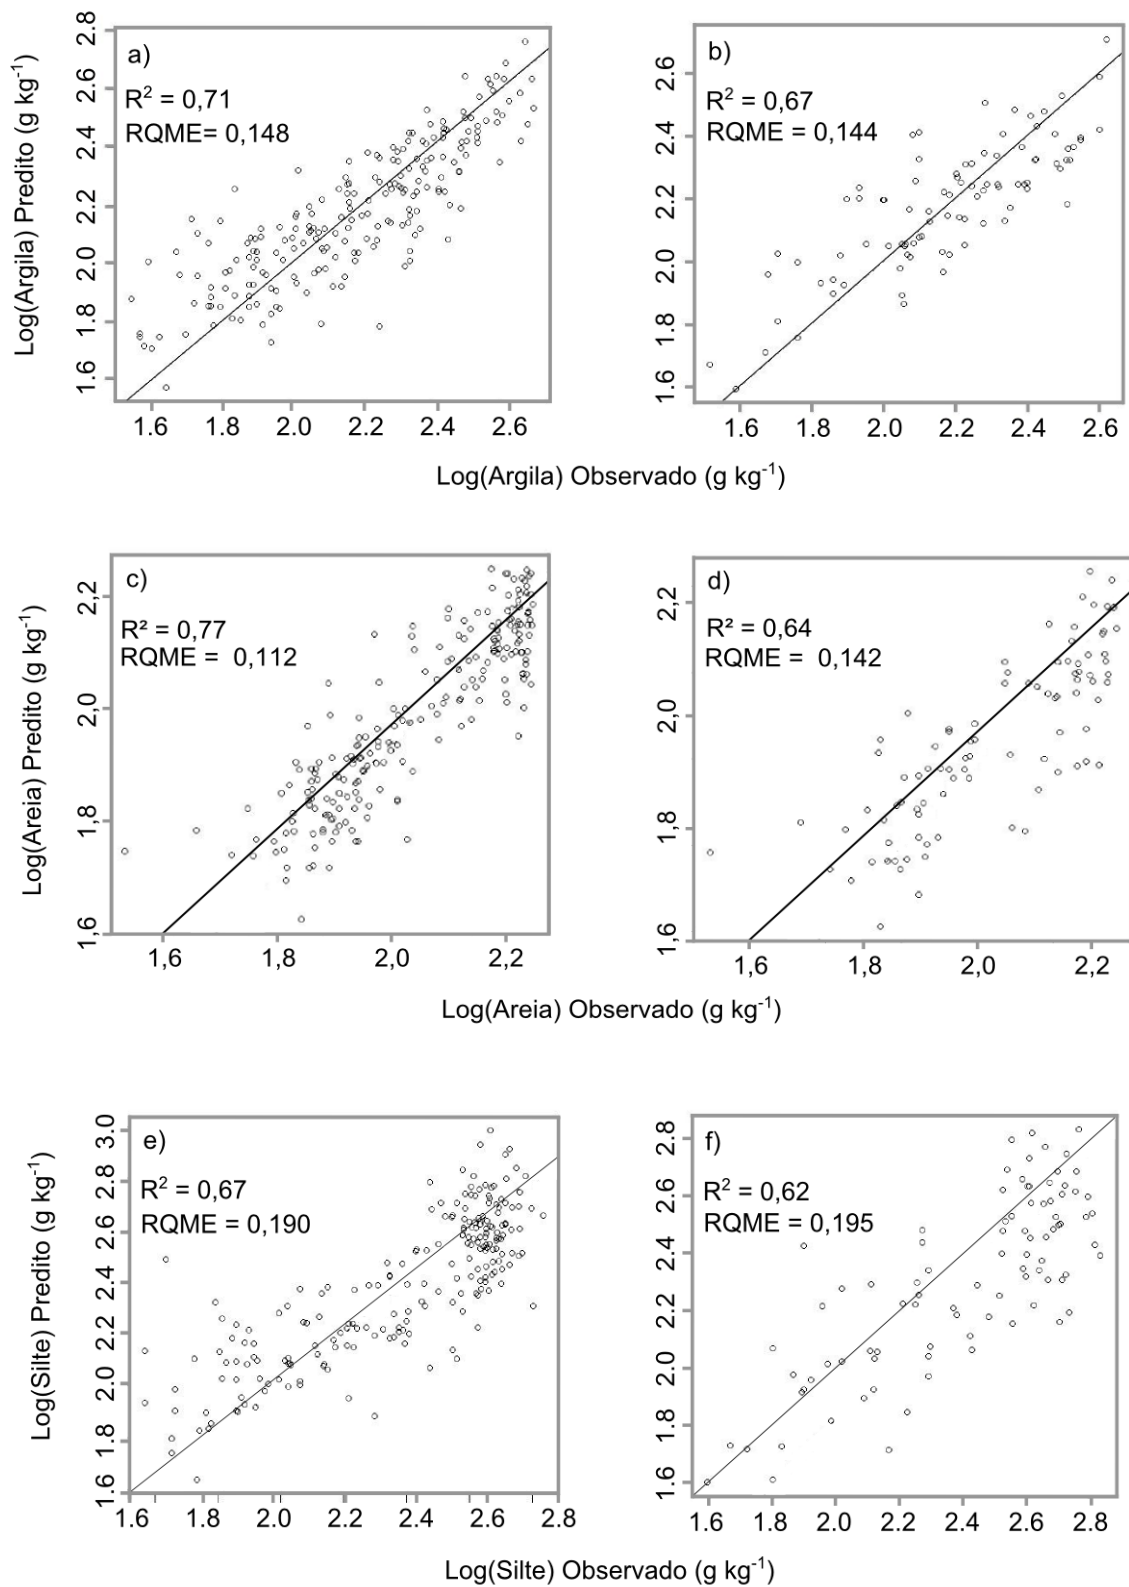 a)
R² = 0,71
RQME= 0,148
Log(Argila) Predito (g kg⁻¹)
2.8
2.6
2.4
2.2
2.0
1.8
1.6
1.6 1.8 2.0 2.2 2.4 2.6
b)
R² = 0,67
RQME = 0,144
2.6
2.4
2.2
2.0
1.8
1.6
1.6 1.8 2.0 2.2 2.4 2.6
Log(Argila) Observado (g kg⁻¹)
c)
R² = 0,77
RQME = 0,112
Log(Areia) Predito (g kg⁻¹)
2,2
2,0
1,8
1,6
1,6 1,8 2,0 2,2
d)
R² = 0,64
RQME = 0,142
2,2
2,0
1,8
1,6
1,6 1,8 2,0 2,2
Log(Areia) Observado (g kg⁻¹)
e)
R² = 0,67
RQME = 0,190
Log(Silte) Predito (g kg⁻¹)
3.0
2.8
2.6
2.4
2.2
2.0
1.8
1.6
1.6 1.8 2.0 2.2 2.4 2.6 2.8
f)
R² = 0,62
RQME = 0,195
2.8
2.6
2.4
2.2
2.0
1.8
1.6
1.6 1.8 2.0 2.2 2.4 2.6 2.8
Log(Silte) Observado (g kg⁻¹)